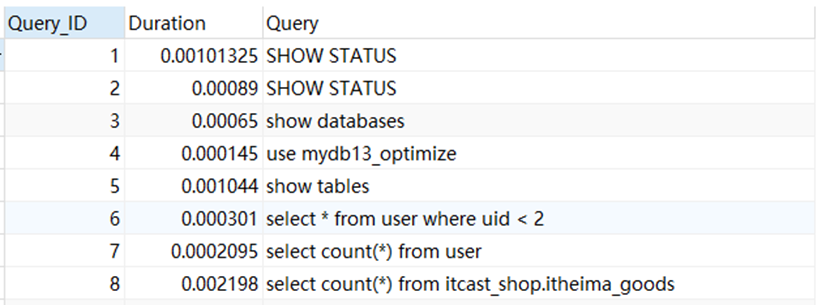 Query_ID Duration Query
1 0.00101325 SHOW STATUS
2 0.00089 SHOW STATUS
3 0.00065 show databases
4 0.000145 use mydb13_optimize
5 0.001044 show tables
6 0.000301 select * from user where uid < 2
7 0.0002095 select count(*) from user
8 0.002198 select count(*) from itcast_shop.itheima_goods